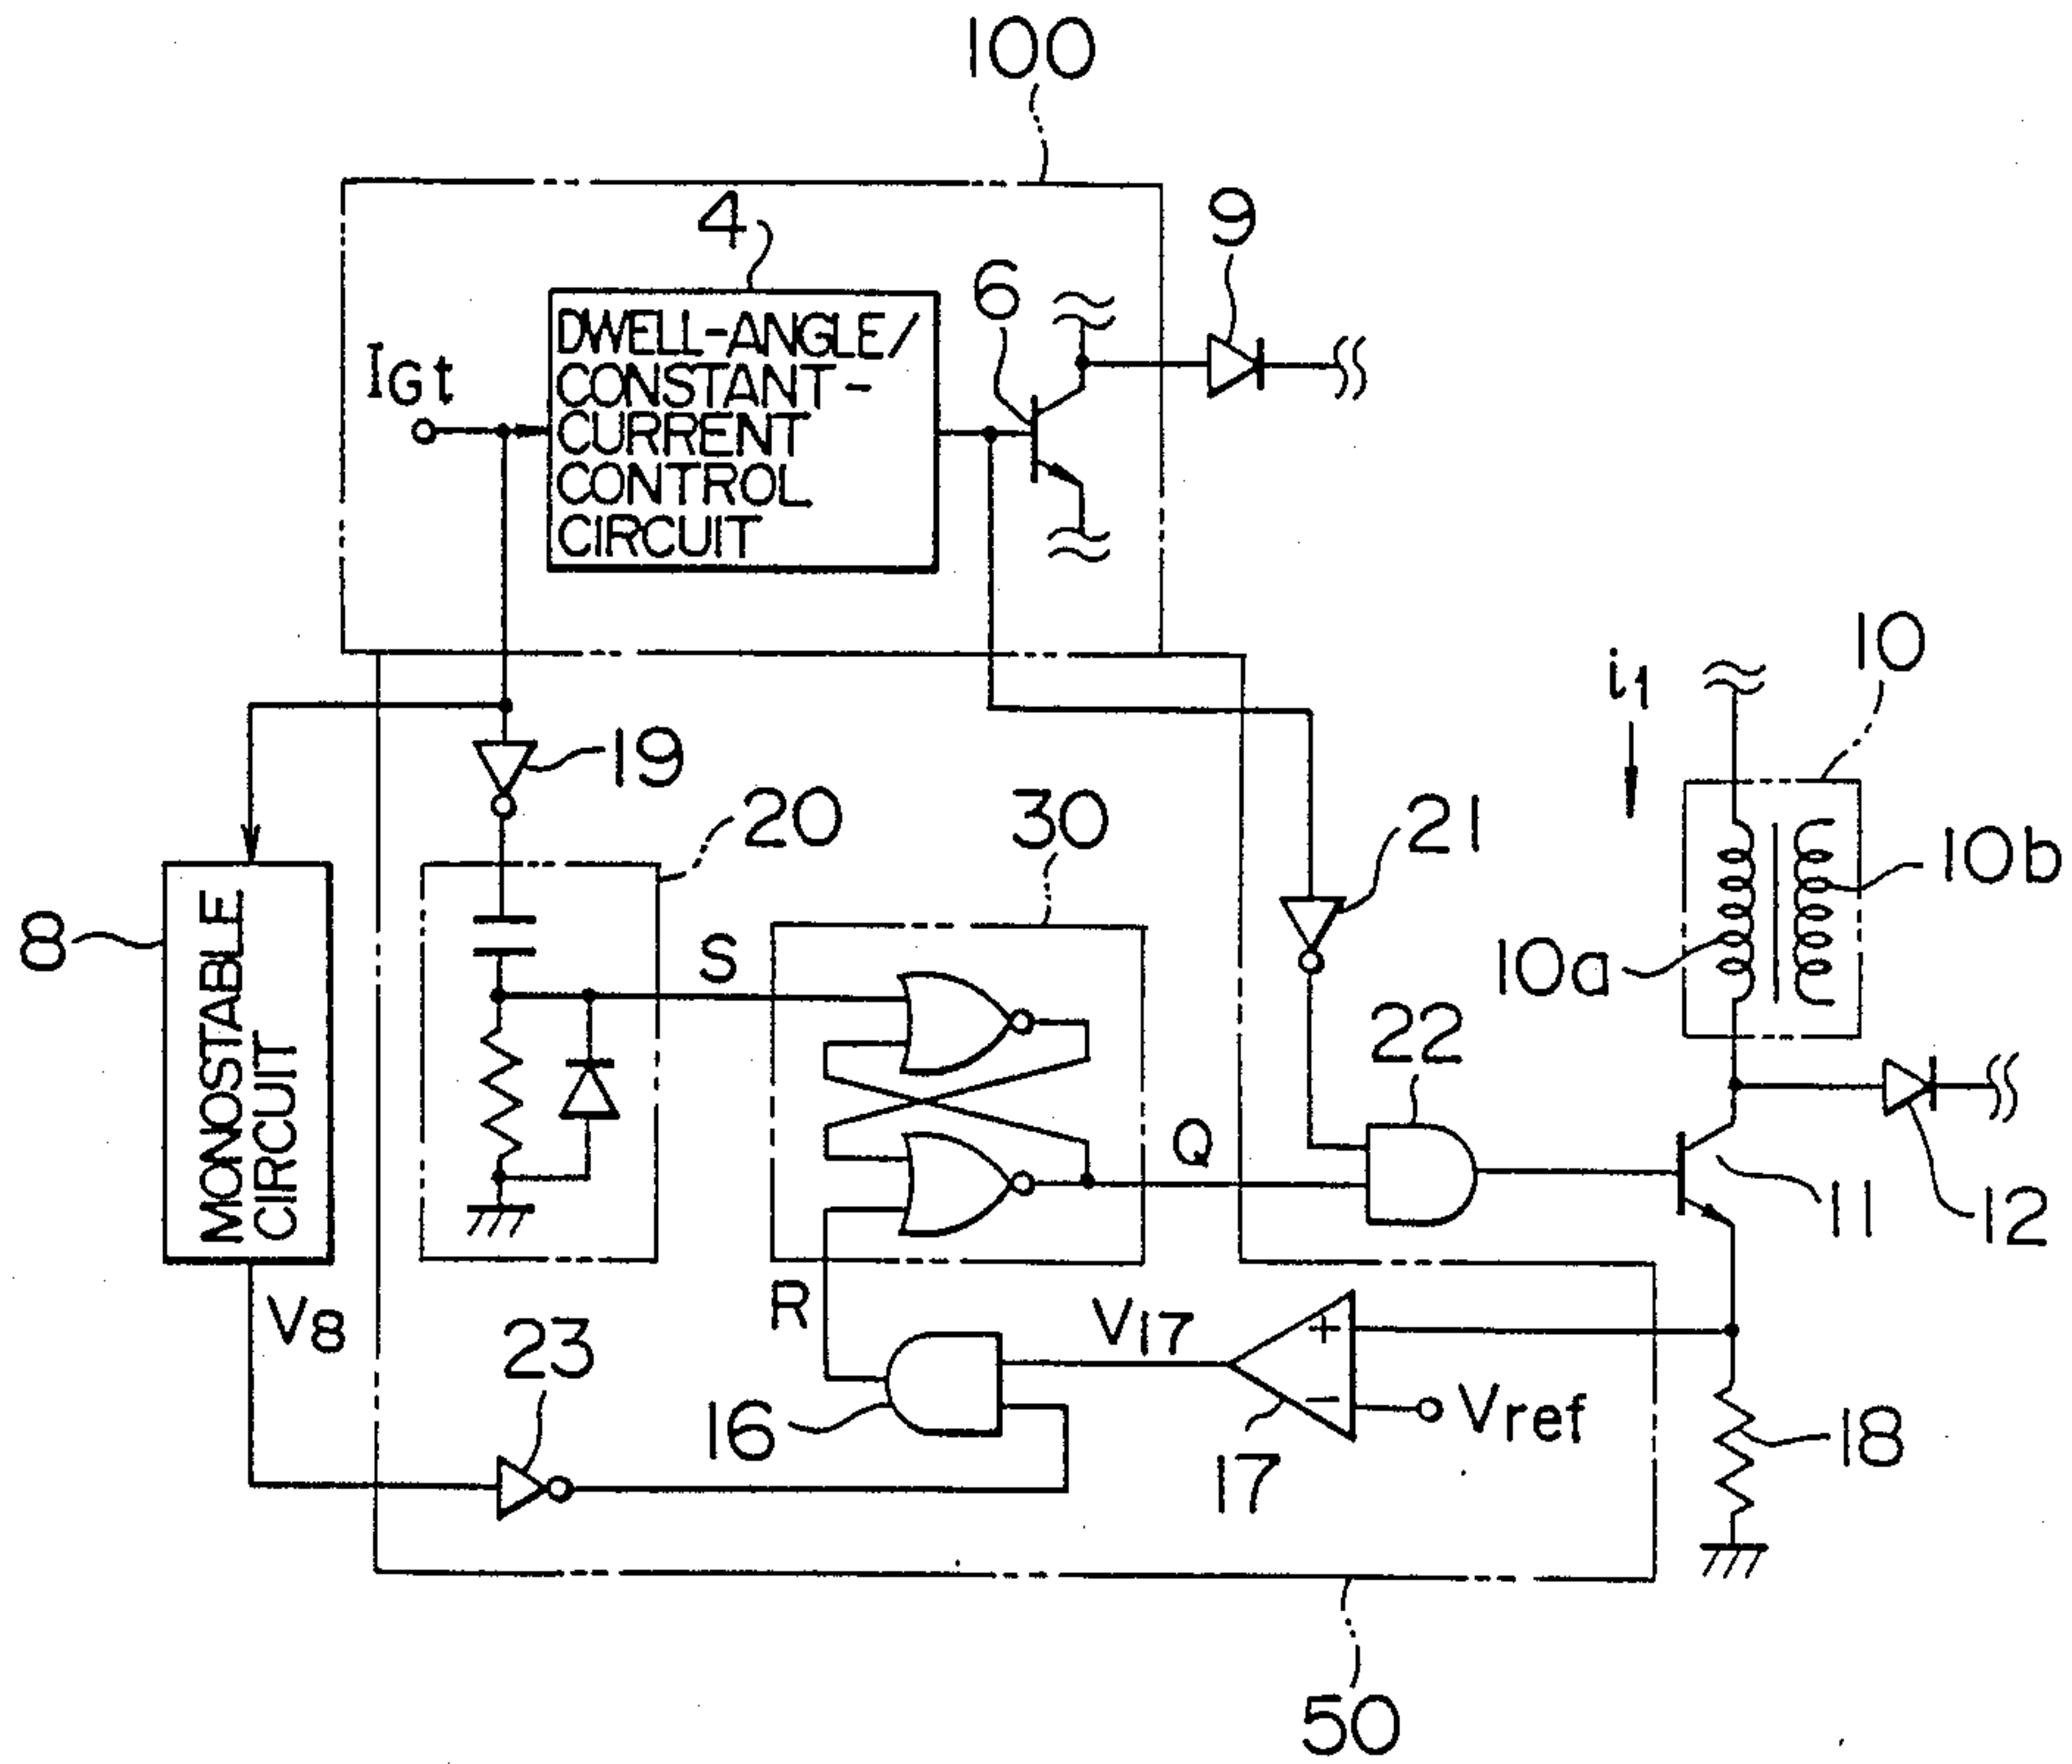 100
4
9
6
DWELL-ANGLE/
CONSTANT-
CURRENT
CONTROL
CIRCUIT
IGt
10
i1
19
20
30
21
10b
10a
8
MONOSTABLE
CIRCUIT
S
22
Q
11
12
R
V8
V17
23
+
-
Vref
16
17
18
50